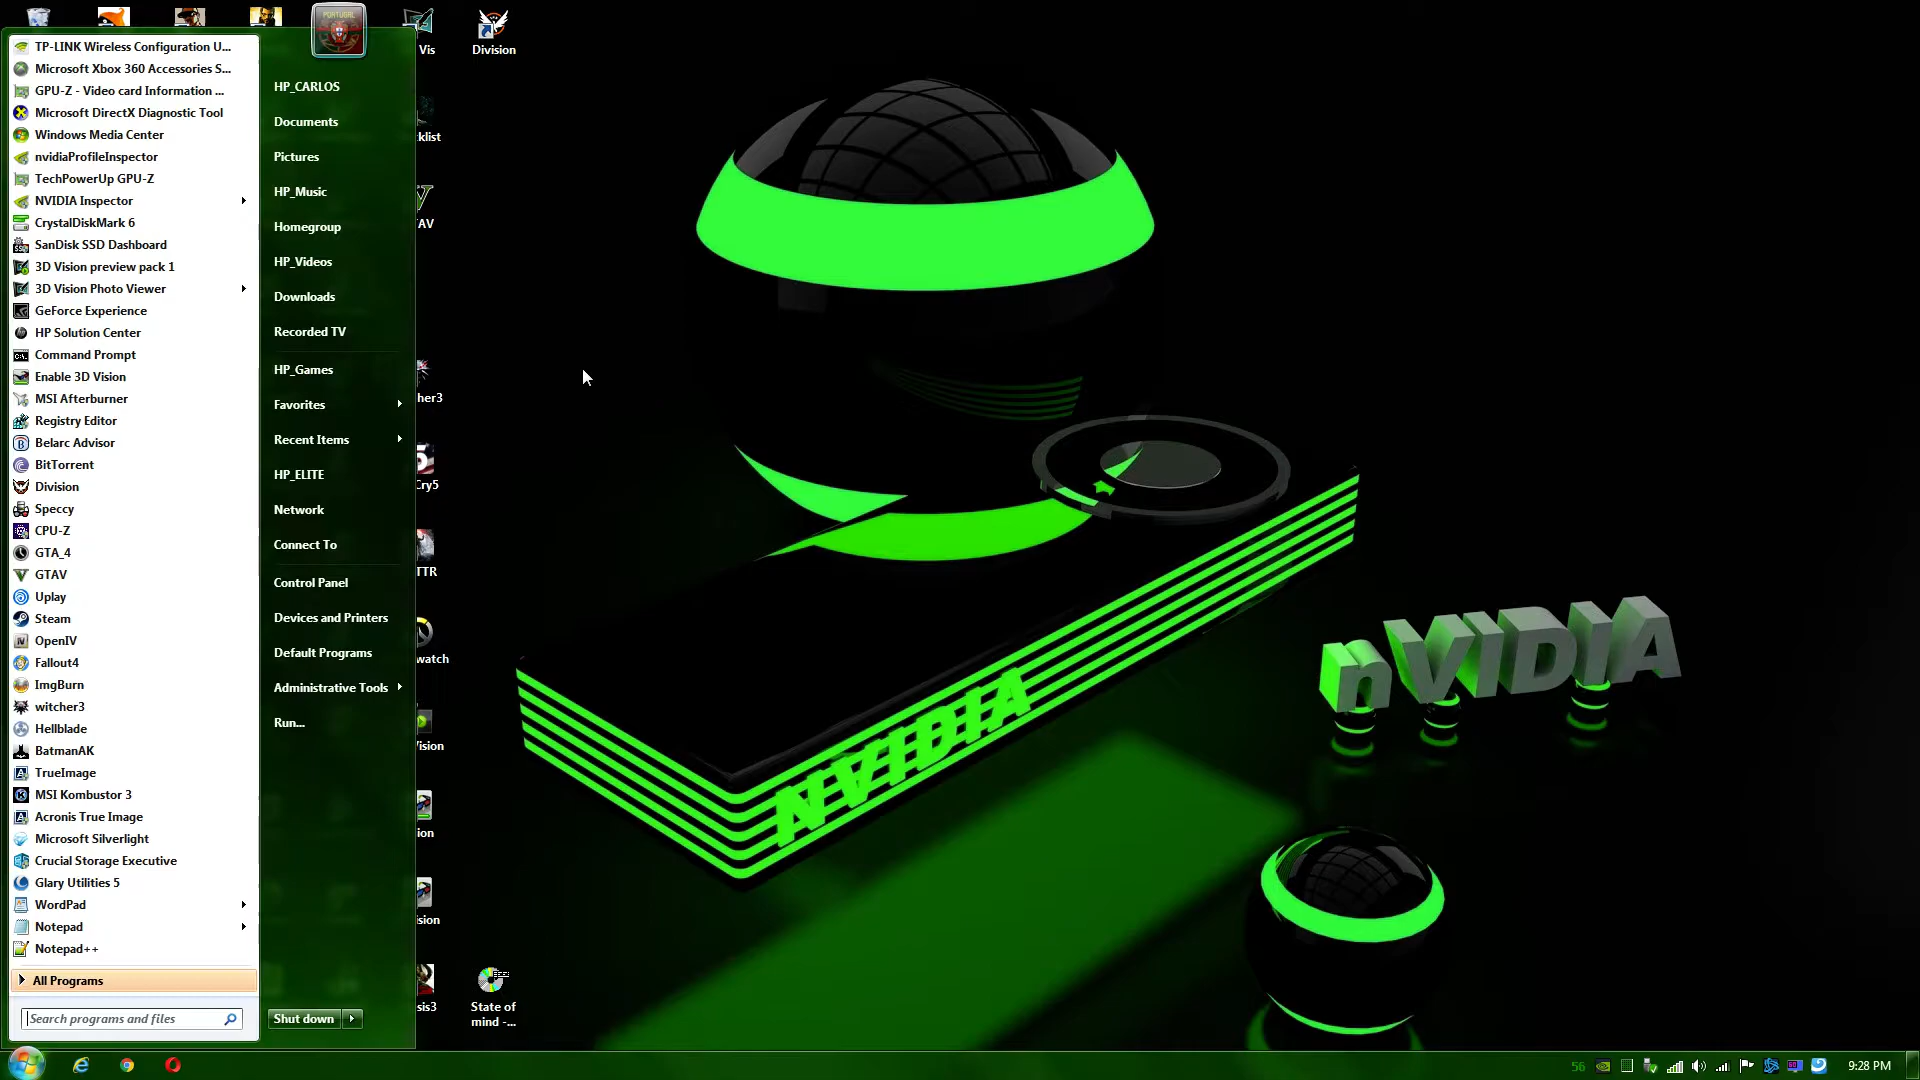 PORTUGAL
Vis
Division
TP-LINK Wireless Configuration U...
Microsoft Xbox 360 Accessories S...
GPU-Z - Video card Information ...
Microsoft DirectX Diagnostic Tool
Windows Media Center
nvidiaProfileInspector
TechPowerUp GPU-Z
NVIDIA Inspector
CrystalDiskMark 6
SanDisk SSD Dashboard
3D Vision preview pack 1
3D Vision Photo Viewer
GeForce Experience
HP Solution Center
Command Prompt
Enable 3D Vision
MSI Afterburner
Registry Editor
Belarc Advisor
BitTorrent
Division
Speccy
CPU-Z
GTA_4
GTAV
Uplay
Steam
OpenIV
Fallout4
ImgBurn
witcher3
Hellblade
BatmanAK
TrueImage
MSI Kombustor 3
Acronis True Image
Microsoft Silverlight
Crucial Storage Executive
Glary Utilities 5
WordPad
Notepad
Notepad++
All Programs
Search programs and files
HP_CARLOS
Documents
Pictures
HP_Music
Homegroup
HP_Videos
Downloads
Recorded TV
HP_Games
Favorites
Recent Items
HP_ELITE
Network
Connect To
Control Panel
Devices and Printers
Default Programs
Administrative Tools
Run...
Shut down
klist
AV
her3
Cry5
TTR
watch
ision
ion
sion
sis3
State of
mind -...
NVIDIA
nVIDIA
56
9:28 PM